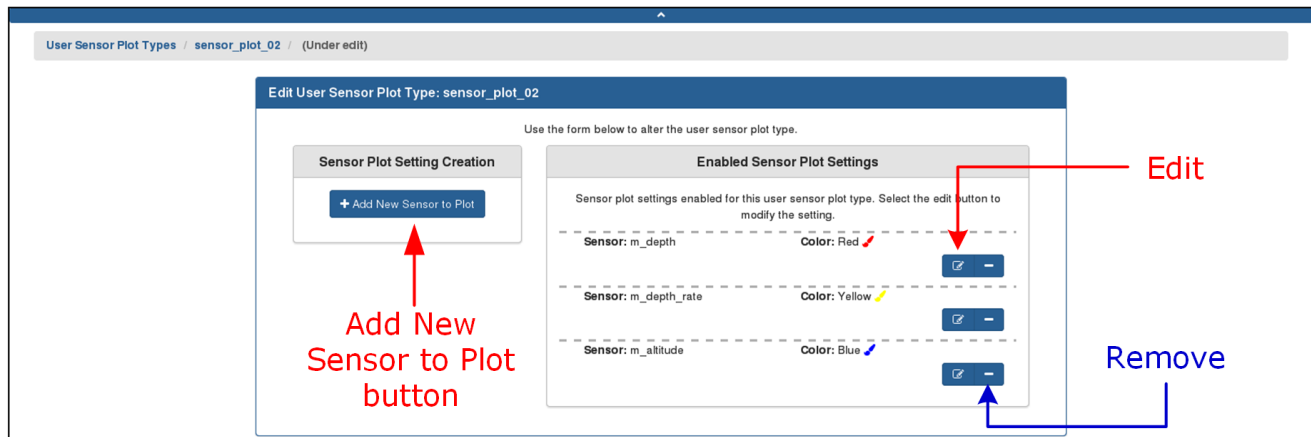 User Sensor Plot Types / sensor_plot_02 / (Under edit)
Edit User Sensor Plot Type: sensor_plot_02
Use the form below to alter the user sensor plot type.
Sensor Plot Setting Creation
+ Add New Sensor to Plot
Add New
Sensor to Plot
button
Enabled Sensor Plot Settings
Sensor plot settings enabled for this user sensor plot type. Select the edit button to
modify the setting.
Sensor: m_depth Color: Red
Sensor: m_depth_rate Color: Yellow
Sensor: m_altitude Color: Blue
Edit
Remove